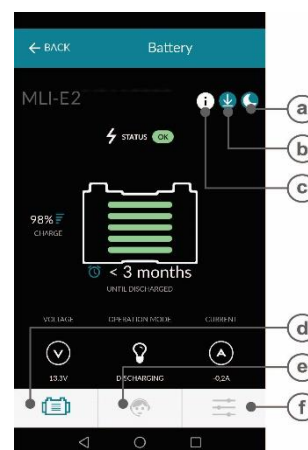 ← BACK Battery
MLI-E2
i
a
STATUS OK
b
c
98%
CHARGE
< 3 months
UNTIL DISCHARGED
VOLTAGE OPERATION MODE CURRENT
V A
13.3V DISCHARGING -0,2A
d
e
f